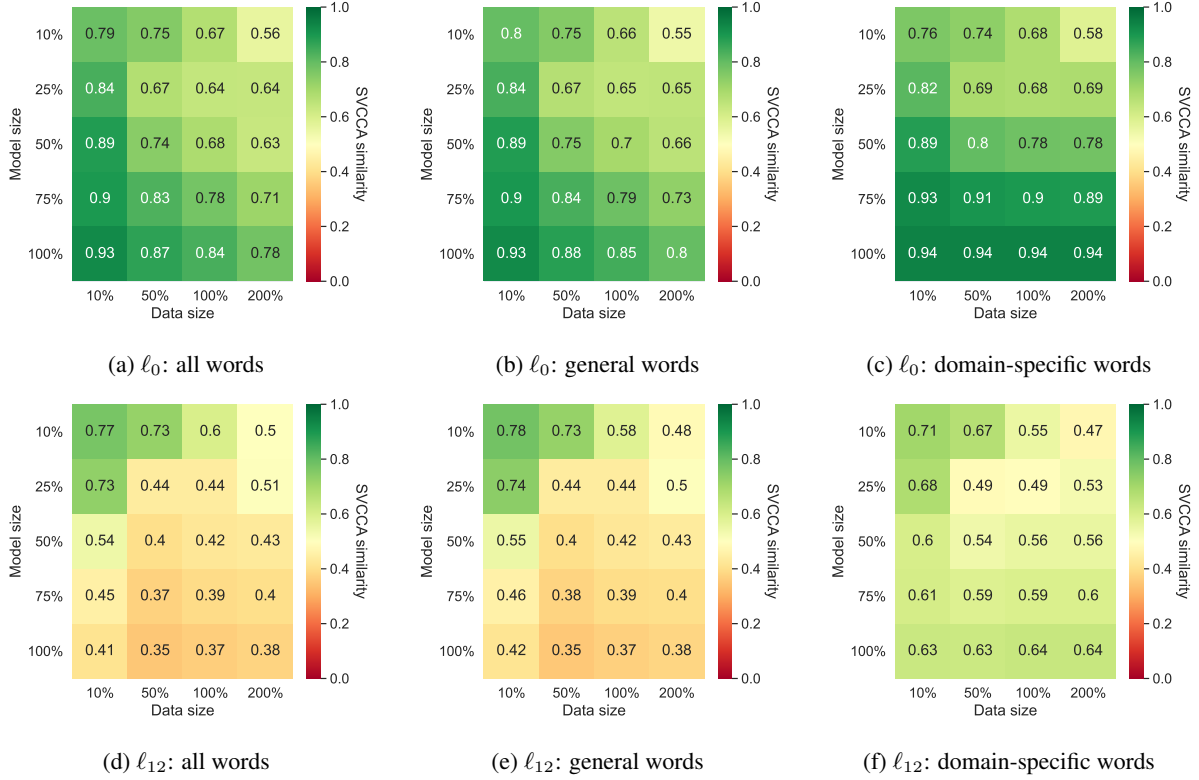 10% 0.79 0.75 0.67 0.56
25% 0.84 0.67 0.64 0.64
50% 0.89 0.74 0.68 0.63
75% 0.9 0.83 0.78 0.71
100% 0.93 0.87 0.84 0.78
10% 50% 100% 200%
Data size
Model size
1.0
0.8
0.6
0.4
0.2
0.0
SVCCA similarity
(a) ℓ0: all words
10% 0.8 0.75 0.66 0.55
25% 0.84 0.67 0.65 0.65
50% 0.89 0.75 0.7 0.66
75% 0.9 0.84 0.79 0.73
100% 0.93 0.88 0.85 0.8
10% 50% 100% 200%
Data size
Model size
1.0
0.8
0.6
0.4
0.2
0.0
SVCCA similarity
(b) ℓ0: general words
10% 0.76 0.74 0.68 0.58
25% 0.82 0.69 0.68 0.69
50% 0.89 0.8 0.78 0.78
75% 0.93 0.91 0.9 0.89
100% 0.94 0.94 0.94 0.94
10% 50% 100% 200%
Data size
Model size
1.0
0.8
0.6
0.4
0.2
0.0
SVCCA similarity
(c) ℓ0: domain-specific words
10% 0.77 0.73 0.6 0.5
25% 0.73 0.44 0.44 0.51
50% 0.54 0.4 0.42 0.43
75% 0.45 0.37 0.39 0.4
100% 0.41 0.35 0.37 0.38
10% 50% 100% 200%
Data size
Model size
1.0
0.8
0.6
0.4
0.2
0.0
SVCCA similarity
(d) ℓ12: all words
10% 0.78 0.73 0.58 0.48
25% 0.74 0.44 0.44 0.5
50% 0.55 0.4 0.42 0.43
75% 0.46 0.38 0.39 0.4
100% 0.42 0.35 0.37 0.38
10% 50% 100% 200%
Data size
Model size
1.0
0.8
0.6
0.4
0.2
0.0
SVCCA similarity
(e) ℓ12: general words
10% 0.71 0.67 0.55 0.47
25% 0.68 0.49 0.49 0.53
50% 0.6 0.54 0.56 0.56
75% 0.61 0.59 0.59 0.6
100% 0.63 0.63 0.64 0.64
10% 50% 100% 200%
Data size
Model size
1.0
0.8
0.6
0.4
0.2
0.0
SVCCA similarity
(f) ℓ12: domain-specific words